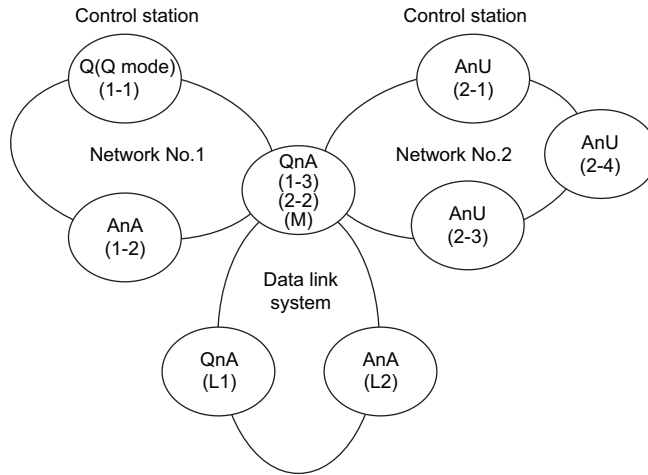 Control station
Control station
Q(Q mode)
(1-1)
AnU
(2-1)
Network No.1
QnA
(1-3)
(2-2)
(M)
Network No.2
AnU
(2-4)
AnA
(1-2)
AnU
(2-3)
Data link
system
QnA
(L1)
AnA
(L2)